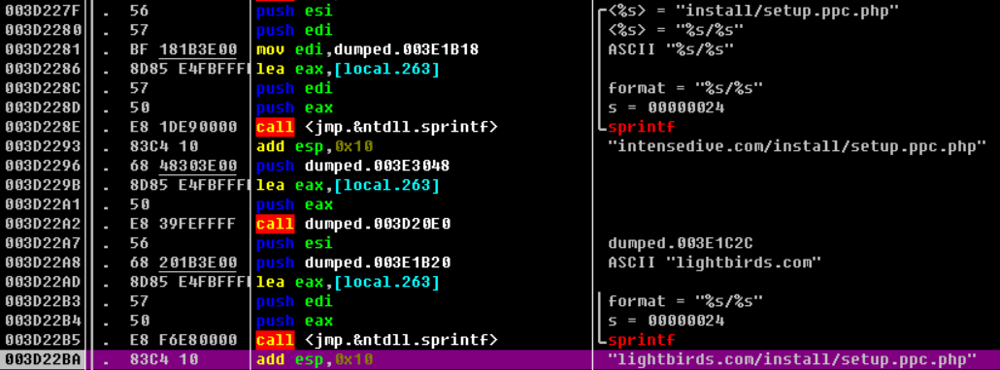 003D227F . 56 push esi <%s> = "install/setup.ppc.php"
003D2280 . 57 push edi <%s> = "%s/%s"
003D2281 . BF 181B3E00 mov edi,dumped.003E1B18 ASCII "%s/%s"
003D2286 . 8D85 E4FBFFFF lea eax,[local.263]
003D228C . 57 push edi format = "%s/%s"
003D228D . 50 push eax s = 00000024
003D228E . E8 1DE90000 call <jmp.&ntdll.sprintf> sprintf
003D2293 . 83C4 10 add esp,0x10 "intensedive.com/install/setup.ppc.php"
003D2296 . 68 48303E00 push dumped.003E3048
003D229B . 8D85 E4FBFFFF lea eax,[local.263]
003D22A1 . 50 push eax
003D22A2 . E8 39FEFFFF call dumped.003D20E0
003D22A7 . 56 push esi dumped.003E1C2C
003D22A8 . 68 201B3E00 push dumped.003E1B20 ASCII "lightbirds.com"
003D22AD . 8D85 E4FBFFFF lea eax,[local.263]
003D22B3 . 57 push edi format = "%s/%s"
003D22B4 . 50 push eax s = 00000024
003D22B5 . E8 F6E80000 call <jmp.&ntdll.sprintf> sprintf
003D22BA . 83C4 10 add esp,0x10 "lightbirds.com/install/setup.ppc.php"